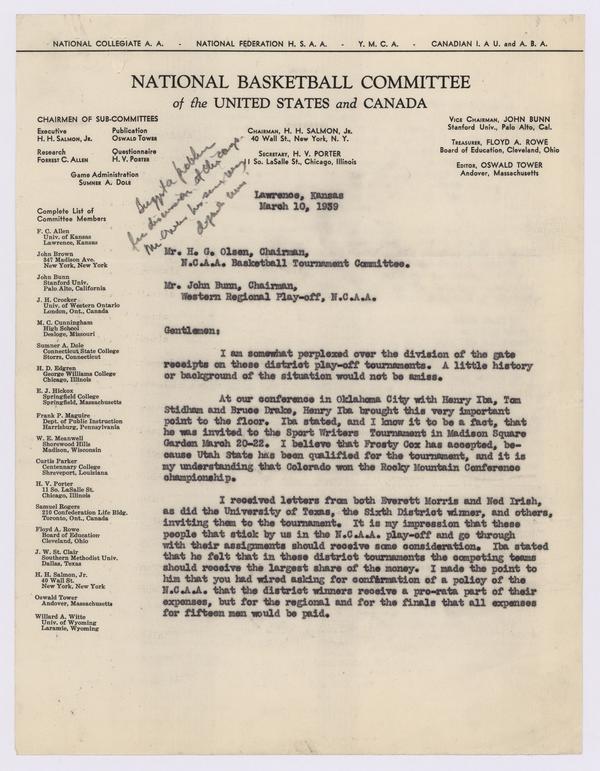 NATIONAL COLLEGIATE A. A. - NATIONAL FEDERATION H. S. A. A. - Y. M. C. A. - CANADIAN I. A U. and A. B. A.
NATIONAL BASKETBALL COMMITTEE
of the UNITED STATES and CANADA
CHAIRMEN OF SUB-COMMITTEES
Executive
H. H. SALMON, JR.
Publication
OSWALD TOWER
Research
FORREST C. ALLEN
Questionnaire
H. V. PORTER
Game Administration
SUMNER A. DOLE
CHAIRMAN, H. H. SALMON, JR.
40 Wall St., New York, N. Y.
SECRETARY, H. V. PORTER
So. LaSalle St., Chicago, Illinois
VICE CHAIRMAN, JOHN BUNN
Stanford Univ., Palo Alto, Cal.
TREASURER, FLOYD A. ROWE
Board of Education, Cleveland, Ohio
EDITOR, OSWALD TOWER
Andover, Massachusetts
for discussion at Chicago.
Lawrence, Kansas
March 10, 1939
Complete List of
Committee Members
F. C. Allen
Univ. of Kansas
Lawrence, Kansas
John Brown
347 Madison Ave.
New York, New York
John Bunn
Stanford Univ.
Palo Alto, California
J. H. Crocker
Univ. of Western Ontario
London, Ont., Canada
M. C. Cunningham
High School
Desloge, Missouri
Sumner A. Dole
Connecticut State College
Storrs, Connecticut
H. D. Edgren
George Williams College
Chicago, Illinois
E. J. Hickox
Springfield College
Springfield, Massachusetts
Frank P. Maguire
Dept. of Public Instruction
Harrisburg, Pennsylvania
W. E. Meanwell
Shorewood Hills
Madison, Wisconsin
Curtis Parker
Centennary College
Shreveport, Louisiana
H. V. Porter
11 So. LaSalle St.
Chicago, Illinois
Samuel Rogers
210 Confederation Life Bldg.
Toronto, Ont., Canada
Floyd A. Rowe
Board of Education
Cleveland, Ohio
J. W. St. Clair
Southern Methodist Univ.
Dallas, Texas
H. H. Salmon, Jr.
40 Wall St.
New York, New York
Oswald Tower
Andover, Massachusetts
Willard A. Witte
Univ. of Wyoming
Laramie, Wyoming
Mr. H. G. Olsen, Chairman,
N.C.A.A. Basketball Tournament Committee.
Mr. John Bunn, Chairman,
Western Regional Play-off, N.C.A.A.
Gentlemen:
I am somewhat perplexed over the division of the gate
receipts on these district play-off tournaments. A little history
or background of the situation would not be amiss.
At our conference in Oklahoma City with Henry Iba, Tom
Stidham and Bruce Drake, Henry Iba brought this very important
point to the floor. Iba stated, and I know it to be a fact, that
he was invited to the Sport Writers Tournament in Madison Square
Garden March 20-22. I believe that Frosty Cox has accepted, be-
cause Utah State has been qualified for the tournament, and it is
my understanding that Colorado won the Rocky Mountain Conference
championship.
I received letters from both Everett Morris and Ned Irish,
as did the University of Texas, the Sixth District winner, and others,
inviting them to the tournament. It is my impression that these
people that stick by us in the N.C.A.A. play-off and go through
with their assignments should receive some consideration. Iba stated
that he felt that in these district tournaments the competing teams
should receive the largest share of the money. I made the point to
him that you had wired asking for confirmation of a policy of the
N.C.A.A. that the district winners receive a pro-rata part of their
expenses, but for the regional and for the finals that all expenses
for fifteen men would be paid.